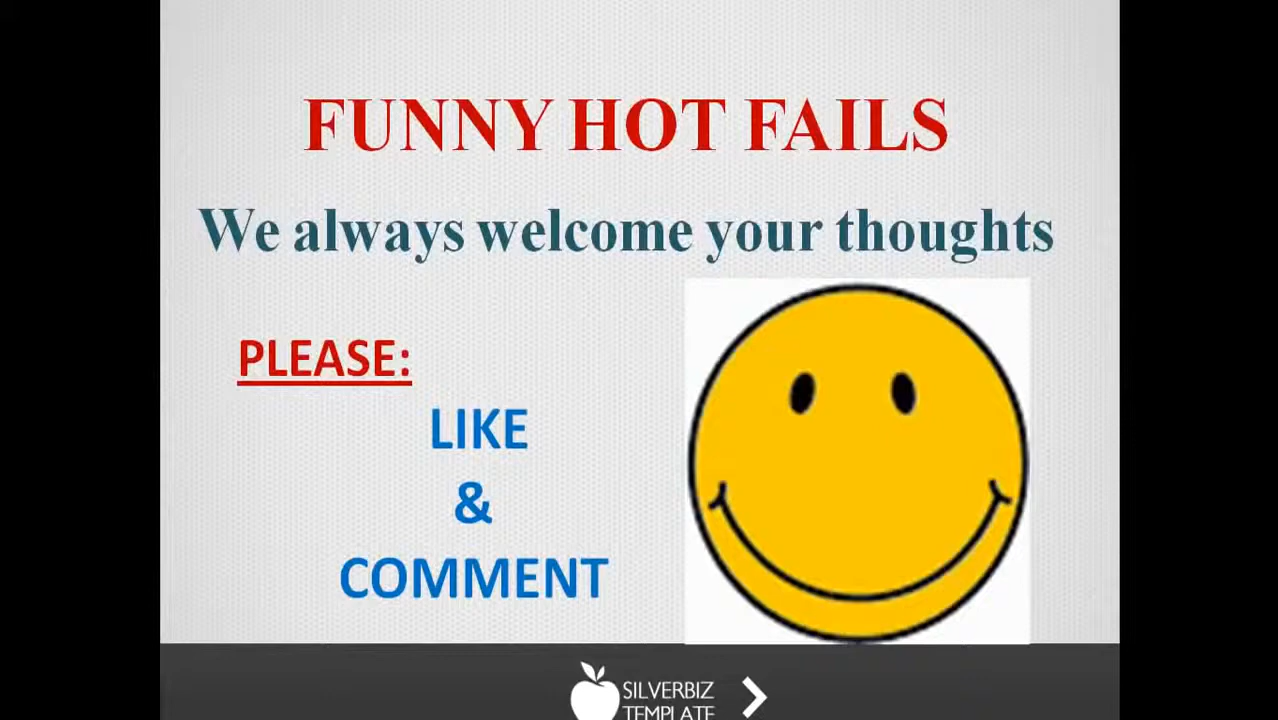 FUNNY HOT FAILS
We always welcome your thoughts
PLEASE:
LIKE
&
COMMENT
SILVERBIZ
TEMPLATE